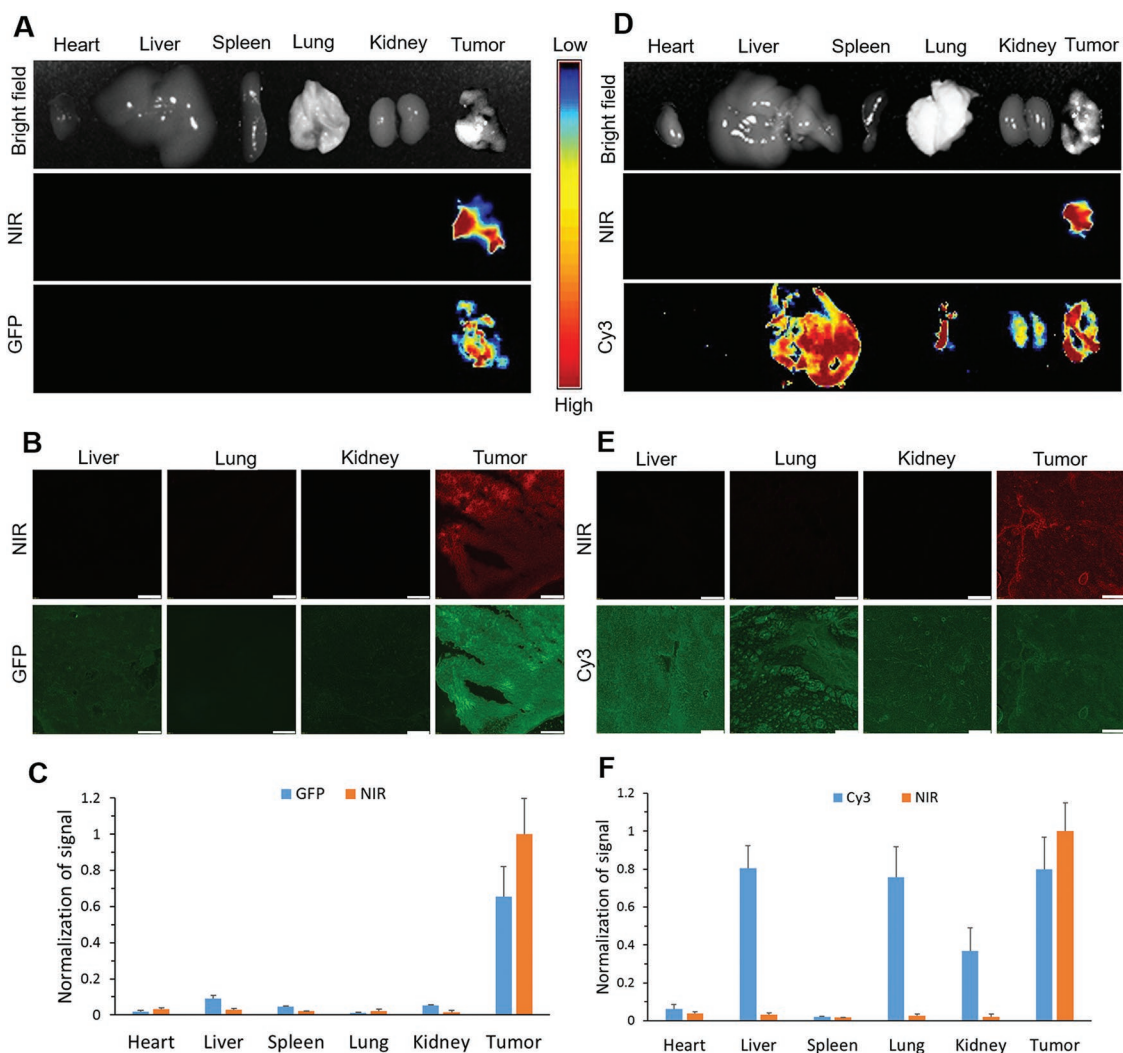 A
Heart Liver Spleen Lung Kidney Tumor
Bright field
NIR
GFP
Low
High
D
Heart Liver Spleen Lung Kidney Tumor
Bright field
NIR
Cy3
B
Liver Lung Kidney Tumor
NIR
GFP
E
Liver Lung Kidney Tumor
NIR
Cy3
C
GFP NIR
Normalization of signal
1.2
1
0.8
0.6
0.4
0.2
0
Heart Liver Spleen Lung Kidney Tumor
F
Cy3 NIR
Normalization of signal
1.2
1
0.8
0.6
0.4
0.2
0
Heart Liver Spleen Lung Kidney Tumor